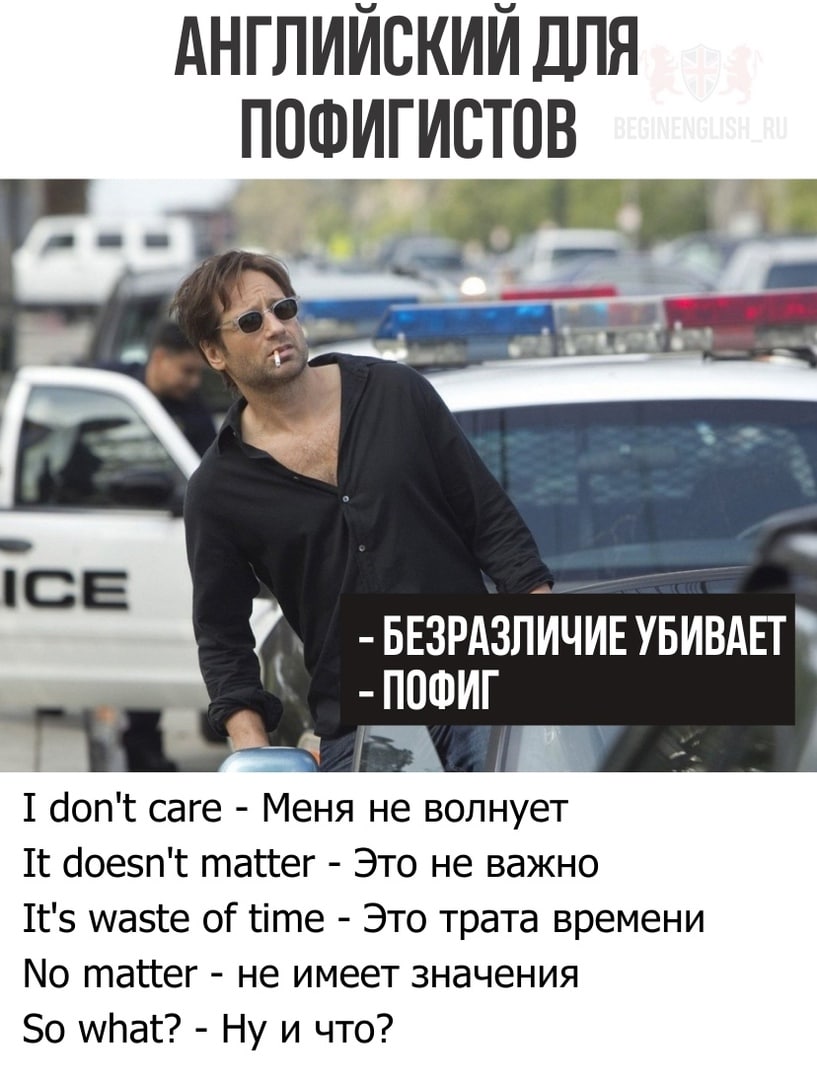 АНГЛИЙСКИЙ ДЛЯ
ПОФИГИСТОВ
BEGINENGLISH_RU
ICE
- БЕЗРАЗЛИЧИЕ УБИВАЕТ
- ПОФИГ
I don't care - Меня не волнует
It doesn't matter - Это не важно
It's waste of time - Это трата времени
No matter - не имеет значения
So what? - Ну и что?